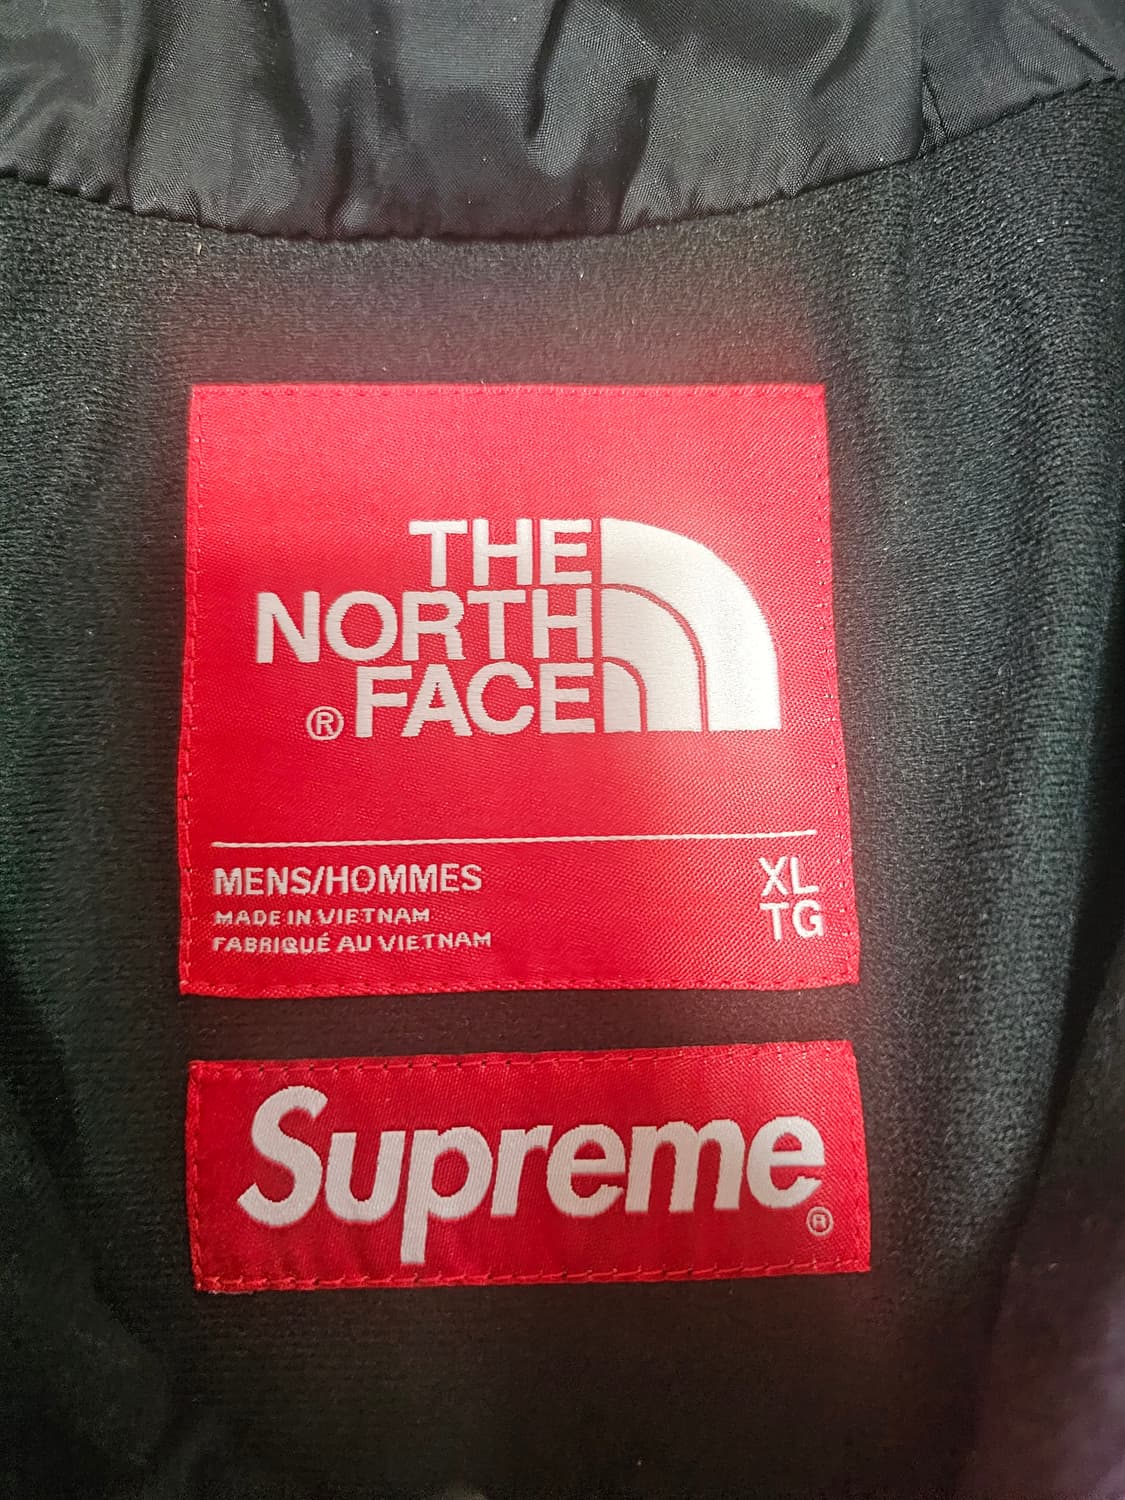 THE
NORTH
® FACE
MENS/HOMMES
MADE IN VIETNAM
FABRIQUÉ AU VIETNAM
XL
TG
Supreme
®